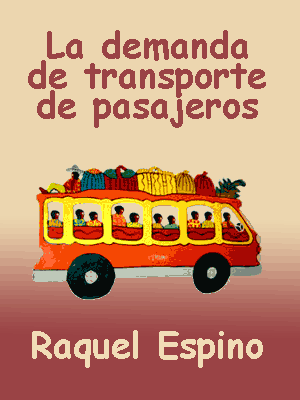 La demanda
de transporte
de pasajeros
Raquel Espino